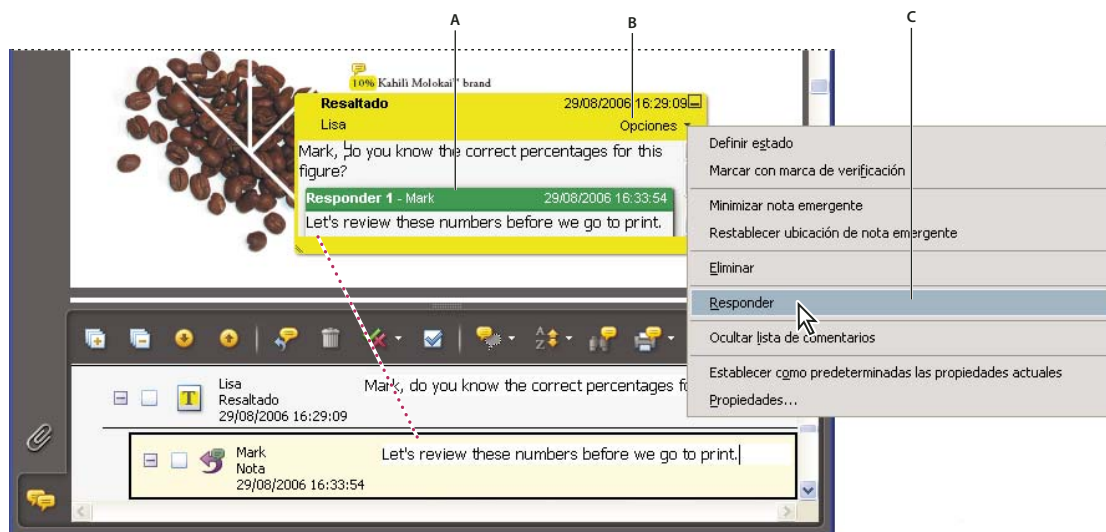 A
B
C
10% Kahili Molokai™ brand
Resaltado 29/08/2006 16:29:09
Lisa Opciones
Mark, do you know the correct percentages for this
figure?
Responder 1 - Mark 29/08/2006 16:33:54
Let's review these numbers before we go to print.
Definir estado
Marcar con marca de verificación
Minimizar nota emergente
Restablecer ubicación de nota emergente
Eliminar
Responder
Ocultar lista de comentarios
Establecer como predeterminadas las propiedades actuales
Propiedades...
A
Z
T
Lisa
Resaltado
29/08/2006 16:29:09
Mark, do you know the correct percentages
Mark
Nota
29/08/2006 16:33:54
Let's review these numbers before we go to print.